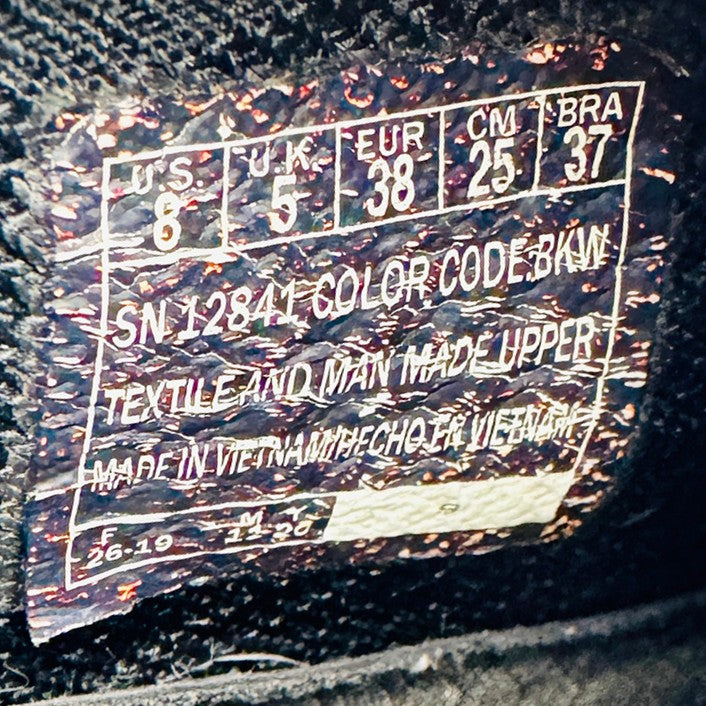 U.S. U.K. EUR CM BRA
8 5 38 25 37
SN 12841 COLOR CODE:BKW
TEXTILE AND MAN MADE UPPER
MADE IN VIETNAM/HECHO EN VIETNAM
F M Y
26-19 11-20